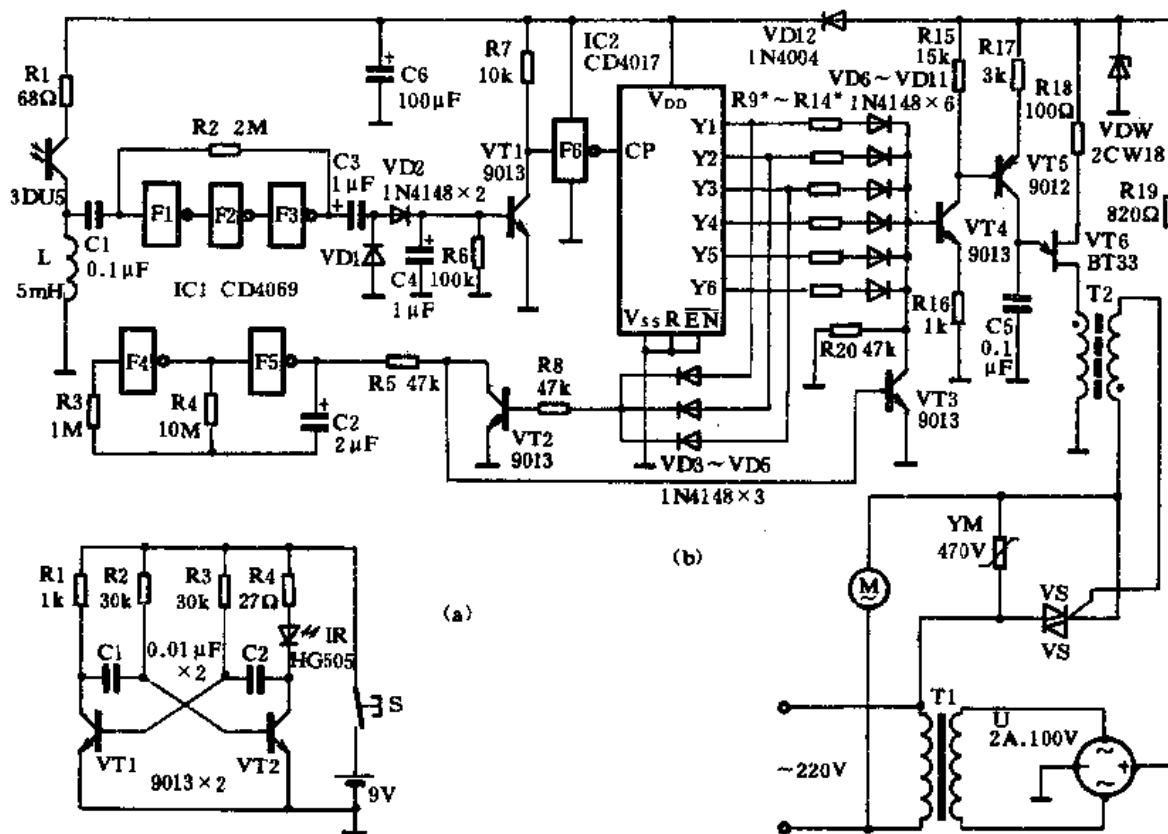 R1
68Ω
3DU5
L
5mH
C1
0.1μF
R2 2M
F1
F2
F3
IC1 CD4069
C3
1μF
VD2
1N4148×2
VD1
C4
1μF
R6
100k
C6
100μF
R7
10k
VT1
9013
IC2
CD4017
F6
CP
VDD
Y1
Y2
Y3
Y4
Y5
Y6
VSS R EN
VD12
1N4004
R9*~R14*
VD6~VD11
1N4148×6
R15
15k
R17
3k
R18
100Ω
VDW
2CW18
R19
820Ω
VT5
9012
VT4
9013
VT6
BT33
R16
1k
C5
0.1
μF
T2
R20 47k
VT3
9013
R3
1M
F4
R4
10M
F5
C2
2μF
R5 47k
R8
47k
VT2
9013
VD3~VD5
1N4148×3
(b)
M
~
YM
470V
VS
VS
T1
~220V
U
2A.100V
~
-
+
~
R1
1k
R2
30k
R3
30k
R4
27Ω
(a)
IR
HG505
C1
0.01μF
×2
C2
VT1
VT2
9013×2
S
9V